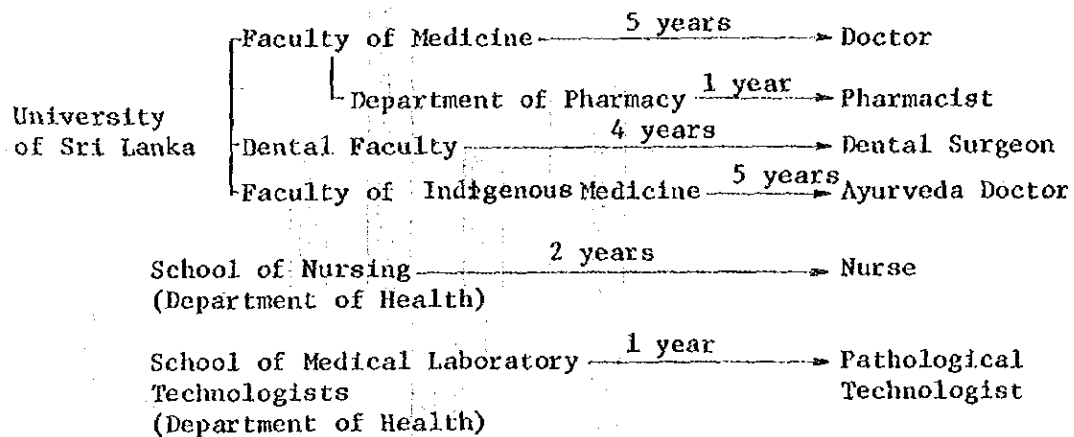 Faculty of Medicine 5 years Doctor
Department of Pharmacy 1 year Pharmacist
University
of Sri Lanka
Dental Faculty 4 years Dental Surgeon
Faculty of Indigenous Medicine 5 years Ayurveda Doctor
School of Nursing 2 years Nurse
(Department of Health)
School of Medical Laboratory 1 year Pathological
Technologists Technologist
(Department of Health)